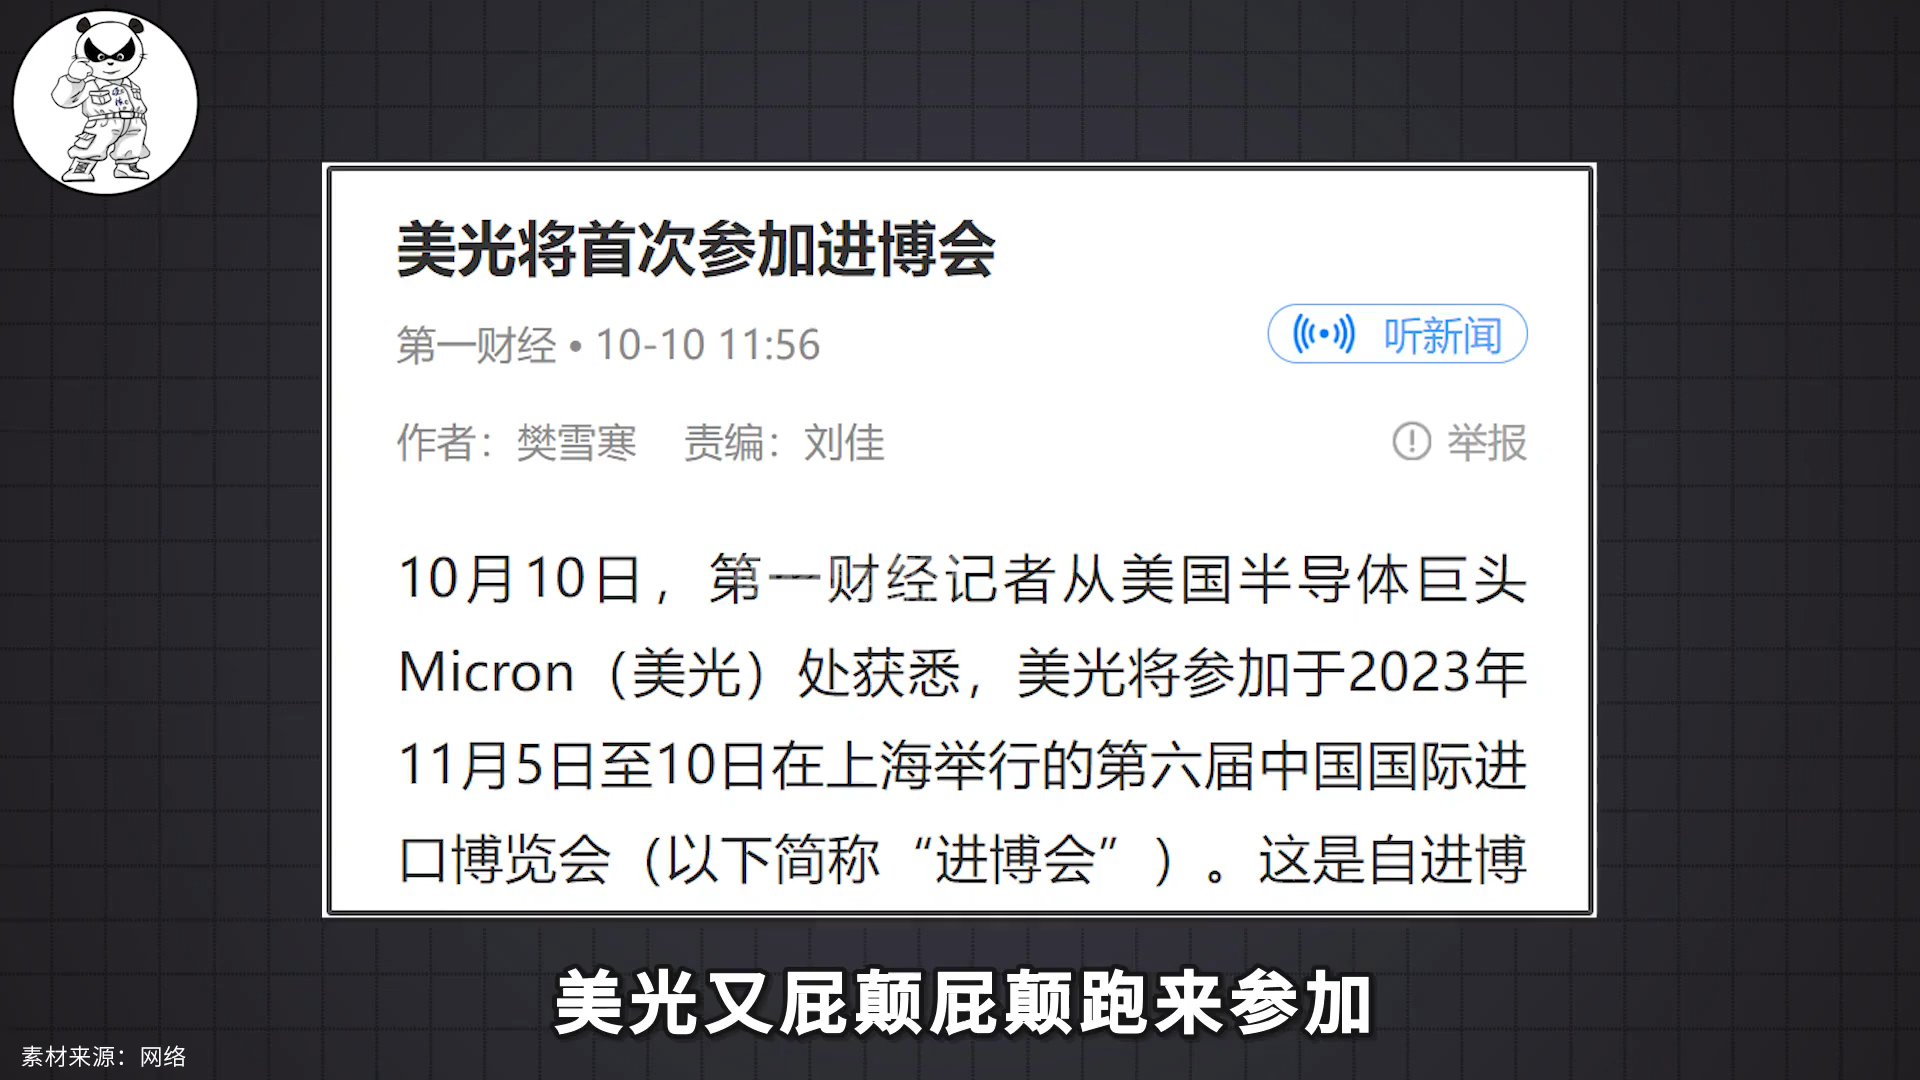 美光将首次参加进博会
第一财经 • 10-10 11:56
听新闻
作者：樊雪寒 责编：刘佳
举报
10月10日，第一财经记者从美国半导体巨头
Micron（美光）处获悉，美光将参加于2023年
11月5日至10日在上海举行的第六届中国国际进
口博览会（以下简称“进博会”）。这是自进博
美光又屁颠屁颠跑来参加
素材来源：网络